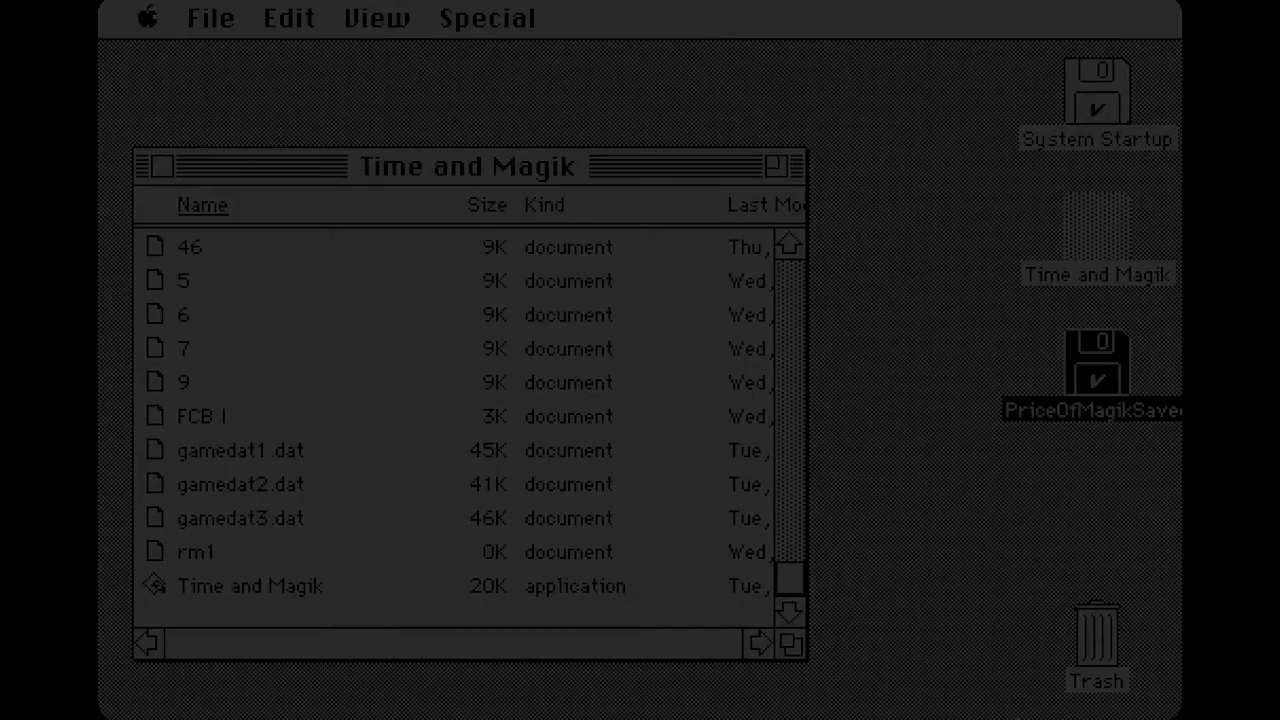 File Edit View Special
System Startup
Time and Magik
Name Size Kind Last Mo
46 9K document Thu,
5 9K document Wed,
6 9K document Wed,
7 9K document Wed,
9 9K document Wed,
FCB I 3K document Wed,
gamedat1.dat 45K document Tue,
gamedat2.dat 41K document Tue,
gamedat3.dat 46K document Tue,
rm1 0K document Wed,
Time and Magik 20K application Tue,
Time and Magik
PriceOfMagikSave
Trash